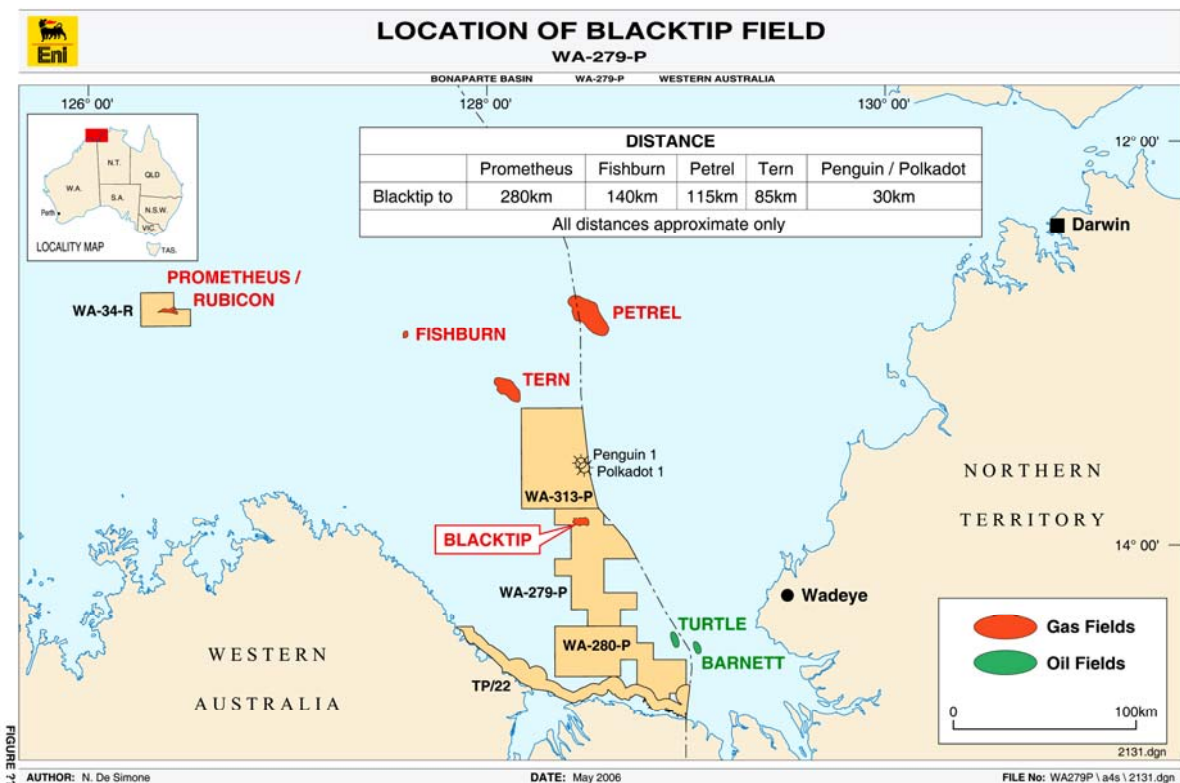 Eni
LOCATION OF BLACKTIP FIELD
WA-279-P
BONAPARTE BASIN WA-279-P WESTERN AUSTRALIA
126° 00'
128° 00'
130° 00'
12° 00'
14° 00'
W.A.
N.T.
QLD
S.A.
N.S.W.
VIC.
TAS.
Perth
LOCALITY MAP
DISTANCE
Prometheus Fishburn Petrel Tern Penguin / Polkadot
Blacktip to 280km 140km 115km 85km 30km
All distances approximate only
Darwin
PROMETHEUS /
RUBICON
WA-34-R
FISHBURN
PETREL
TERN
Penguin 1
Polkadot 1
WA-313-P
BLACKTIP
WA-279-P
NORTHERN
TERRITORY
Wadeye
TURTLE
BARNETT
WA-280-P
TP/22
WESTERN
AUSTRALIA
Gas Fields
Oil Fields
0 100km
2131.dgn
FIGURE ?1
AUTHOR: N. De Simone DATE: May 2006 FILE No: WA279P \ a4s \ 2131.dgn